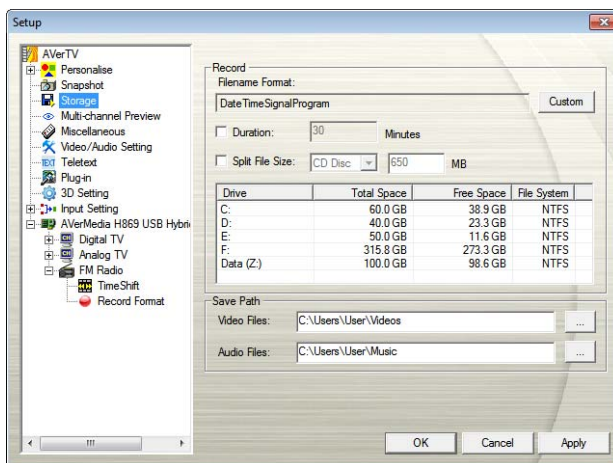 Setup
AVerTV
Personalise
Snapshot
Storage
Multi-channel Preview
Miscellaneous
Video/Audio Setting
TEXT Teletext
Plug-in
3D Setting
Input Setting
AVerMedia H869 USB Hybri
Digital TV
Analog TV
FM Radio
TimeShift
Record Format
Record
Filename Format:
DateTimeSignalProgram
Custom
Duration: 30 Minutes
Split File Size: CD Disc 650 MB
Drive Total Space Free Space File System
C: 60.0 GB 38.9 GB NTFS
D: 40.0 GB 23.3 GB NTFS
E: 50.0 GB 11.6 GB NTFS
F: 315.8 GB 273.3 GB NTFS
Data (Z:) 100.0 GB 98.6 GB NTFS
Save Path
Video Files: C:\Users\User\Videos ...
Audio Files: C:\Users\User\Music ...
OK Cancel Apply